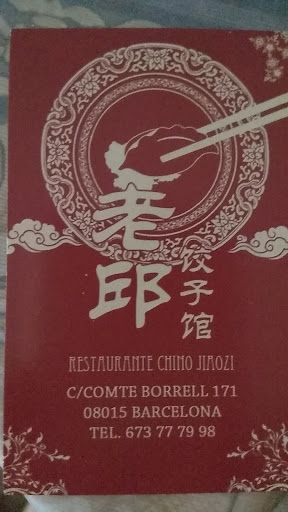 老邱
饺子馆
RESTAURANTE CHINO JIAOZI
C/COMTE BORRELL 171
08015 BARCELONA
TEL. 673 77 79 98